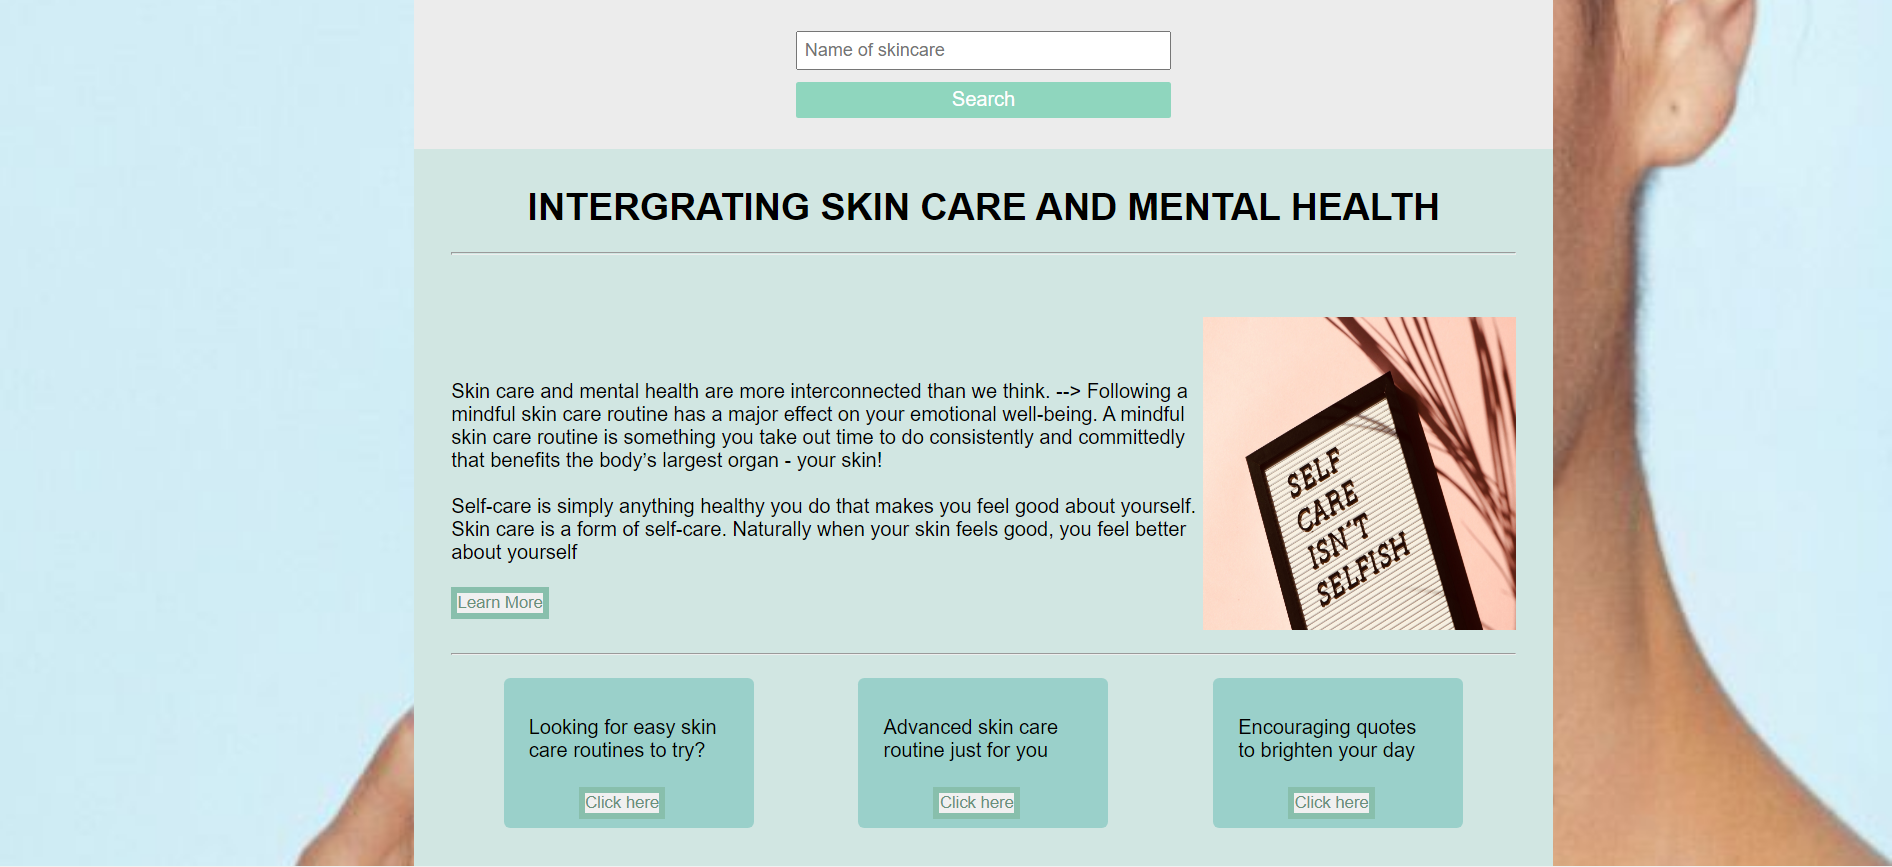 Name of skincare
Search
INTERGRATING SKIN CARE AND MENTAL HEALTH
Skin care and mental health are more interconnected than we think. --> Following a
mindful skin care routine has a major effect on your emotional well-being. A mindful
skin care routine is something you take out time to do consistently and committedly
that benefits the body’s largest organ - your skin!
Self-care is simply anything healthy you do that makes you feel good about yourself.
Skin care is a form of self-care. Naturally when your skin feels good, you feel better
about yourself
Learn More
SELF
CARE
ISN'T
SELFISH
Looking for easy skin
care routines to try?
Click here
Advanced skin care
routine just for you
Click here
Encouraging quotes
to brighten your day
Click here